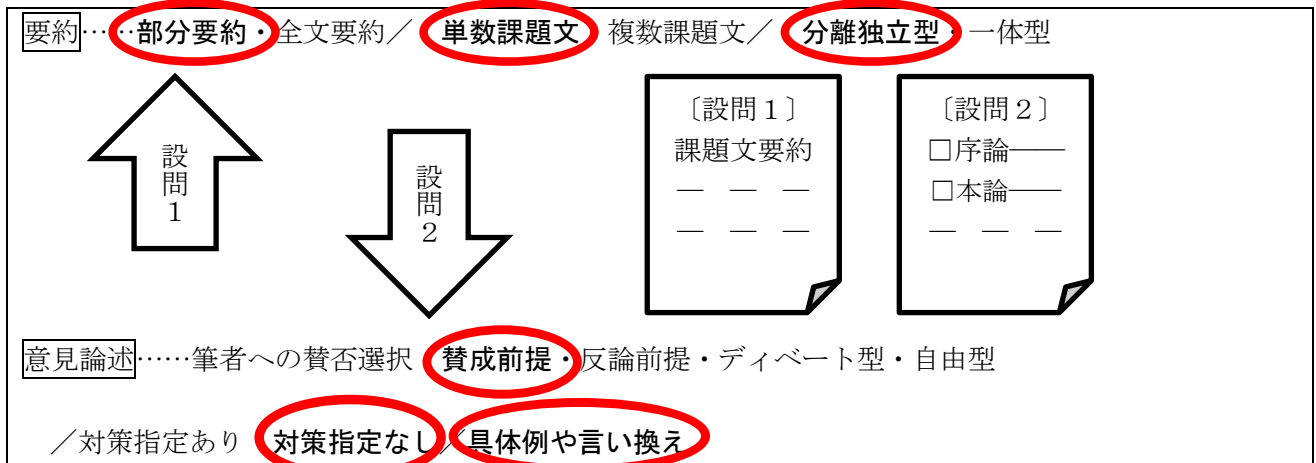 要約……部分要約・全文要約／ 単数課題文 複数課題文／ 分離独立型・一体型
設問１
設問２
〔設問１〕
課題文要約
― ― ―
― ― ―
〔設問２〕
□序論――
□本論――
― ― ―
意見論述……筆者への賛否選択 賛成前提・反論前提・ディベート型・自由型
／対策指定あり 対策指定なし／具体例や言い換え